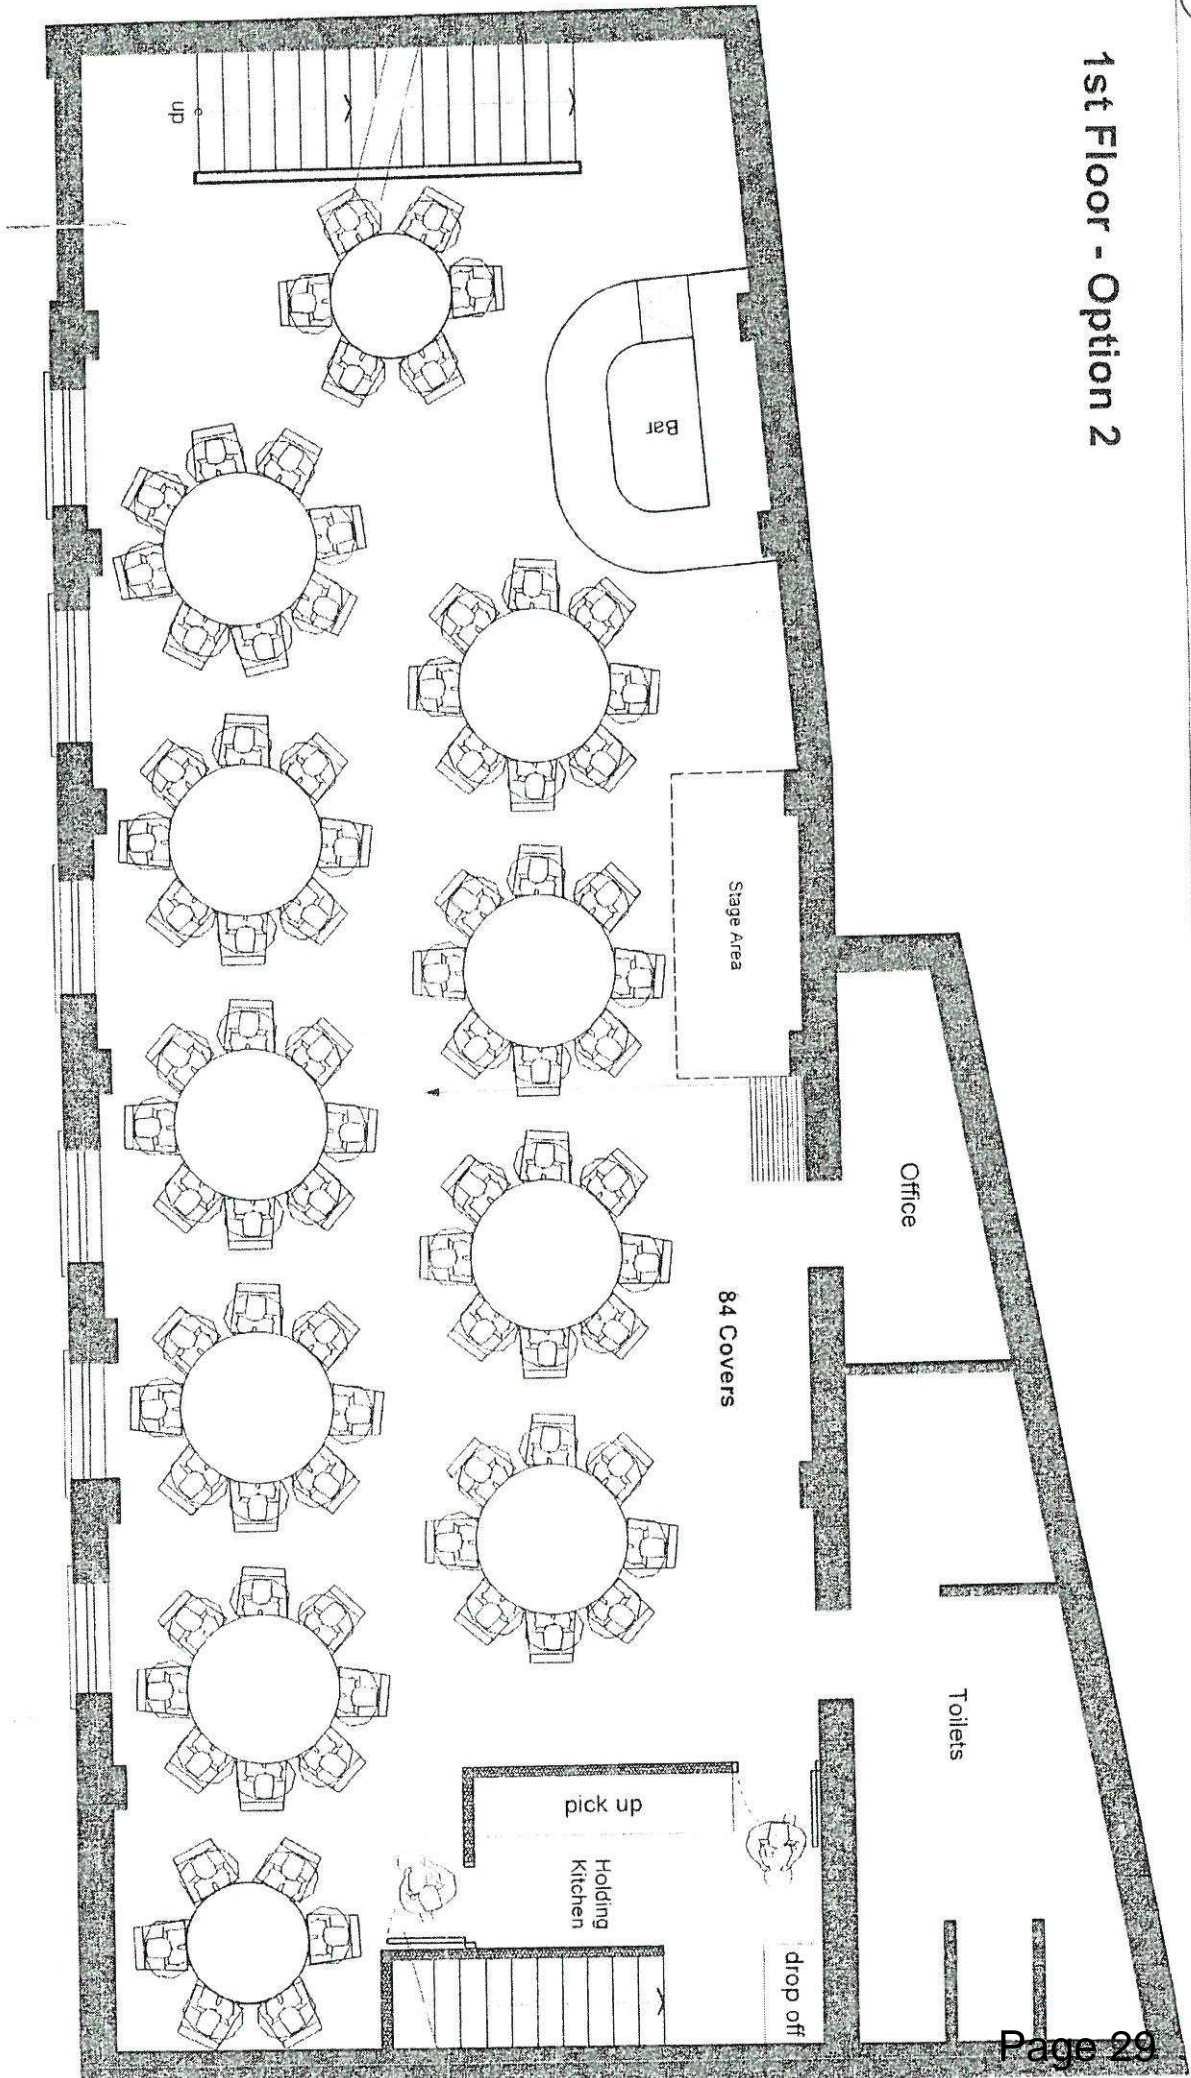 1st Floor - Option 2
up
Bar
Stage Area
Office
84 Covers
Toilets
pick up
Holding
Kitchen
drop off
Page 29